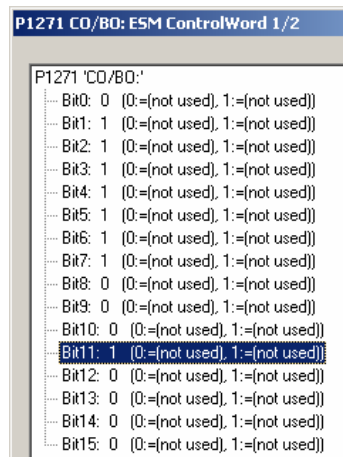 P1271 CO/BO: ESM ControlWord 1/2
P1271 'CO/BO:'
Bit0: 0 (0:=(not used), 1:=(not used))
Bit1: 1 (0:=(not used), 1:=(not used))
Bit2: 1 (0:=(not used), 1:=(not used))
Bit3: 1 (0:=(not used), 1:=(not used))
Bit4: 1 (0:=(not used), 1:=(not used))
Bit5: 1 (0:=(not used), 1:=(not used))
Bit6: 1 (0:=(not used), 1:=(not used))
Bit7: 1 (0:=(not used), 1:=(not used))
Bit8: 0 (0:=(not used), 1:=(not used))
Bit9: 0 (0:=(not used), 1:=(not used))
Bit10: 0 (0:=(not used), 1:=(not used))
Bit11: 1 (0:=(not used), 1:=(not used))
Bit12: 0 (0:=(not used), 1:=(not used))
Bit13: 0 (0:=(not used), 1:=(not used))
Bit14: 0 (0:=(not used), 1:=(not used))
Bit15: 0 (0:=(not used), 1:=(not used))